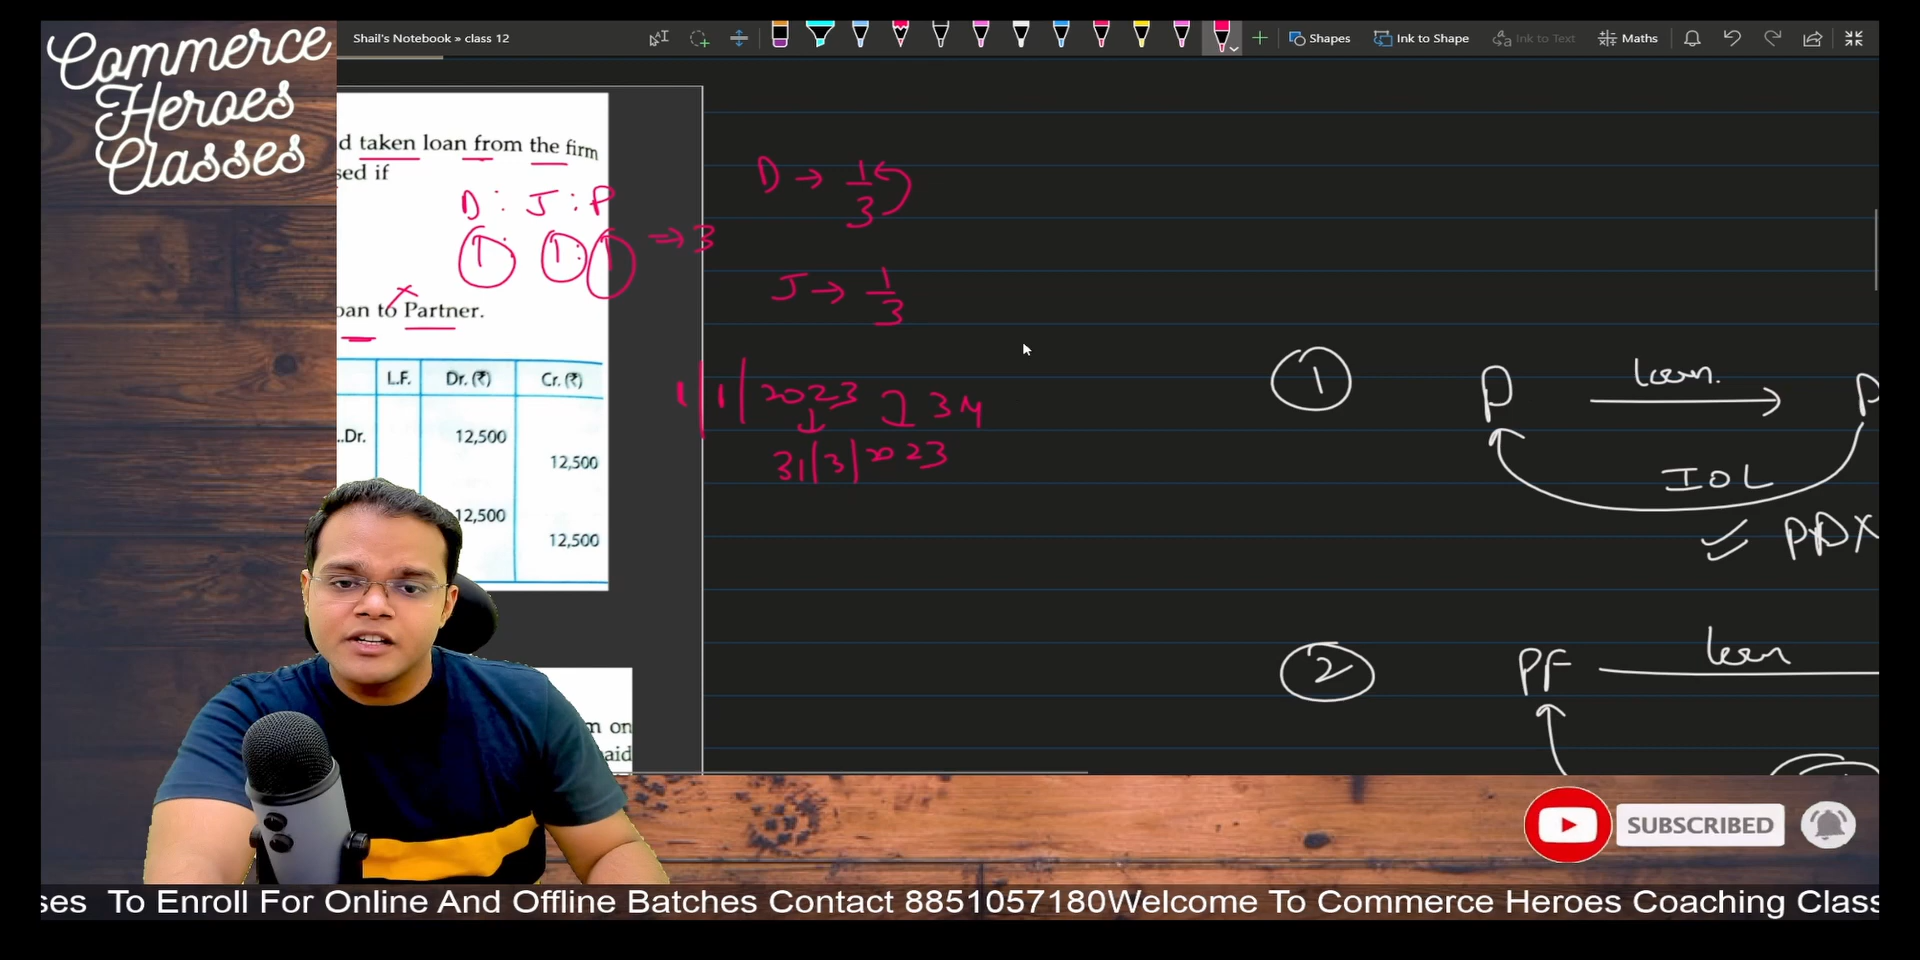 Commerce
Heroes
Classes
Shail's Notebook » class 12
Shapes
Ink to Shape
Ink to Text
Maths
d taken loan from the firm
sed if
D : J : P
1 : 1 : 1 → 3
oan to Partner.
L.F. Dr. (₹) Cr. (₹)
..Dr. 12,500
12,500
12,500
12,500
m on
paid
D → 1/3
J → 1/3
1/1/2023 3M
31/3/2023
1 P loan. P
IOL
PDX
2 PF loan
SUBSCRIBED
ses To Enroll For Online And Offline Batches Contact 8851057180Welcome To Commerce Heroes Coaching Class